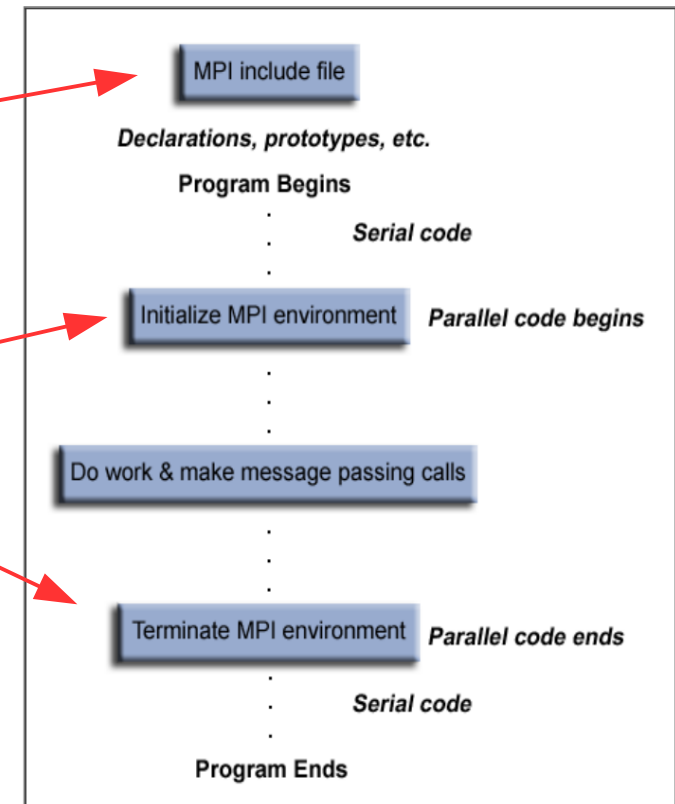 MPI include file
Declarations, prototypes, etc.
Program Begins
Serial code
Initialize MPI environment
Parallel code begins
Do work & make message passing calls
Terminate MPI environment
Parallel code ends
Serial code
Program Ends